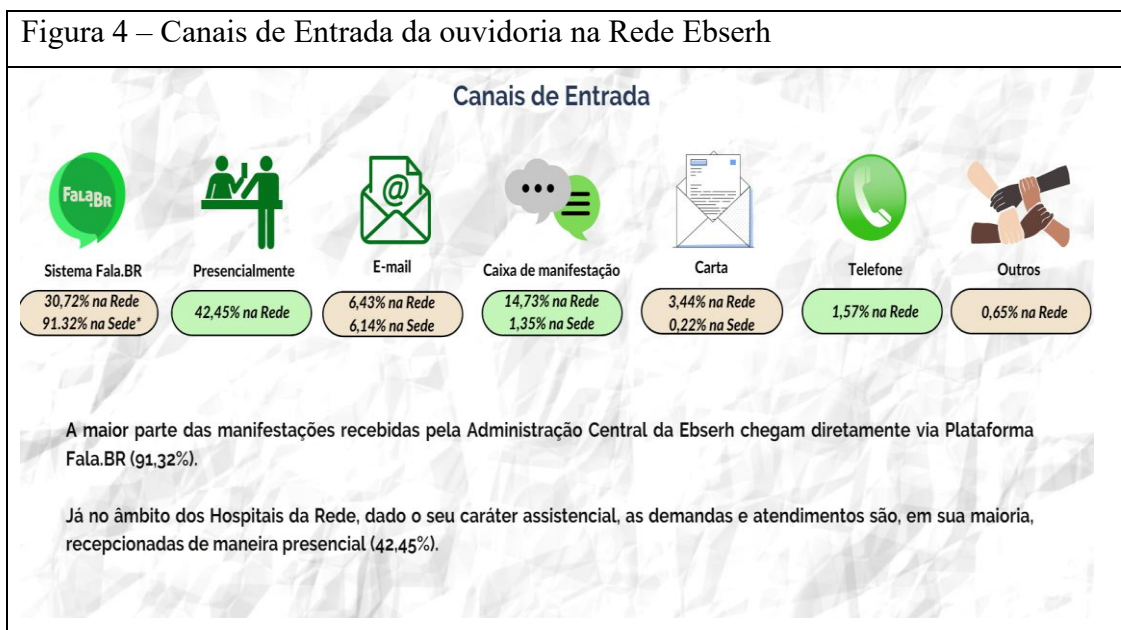 Figura 4 – Canais de Entrada da ouvidoria na Rede Ebserh
Canais de Entrada
FALA.BR
Sistema Fala.BR
30,72% na Rede
91.32% na Sede*
Presencialmente
42,45% na Rede
@
E-mail
6,43% na Rede
6,14% na Sede
Caixa de manifestação
14,73% na Rede
1,35% na Sede
Carta
3,44% na Rede
0,22% na Sede
Telefone
1,57% na Rede
Outros
0,65% na Rede
A maior parte das manifestações recebidas pela Administração Central da Ebserh chegam diretamente via Plataforma
Fala.BR (91,32%).
Já no âmbito dos Hospitais da Rede, dado o seu caráter assistencial, as demandas e atendimentos são, em sua maioria,
recepcionadas de maneira presencial (42,45%).